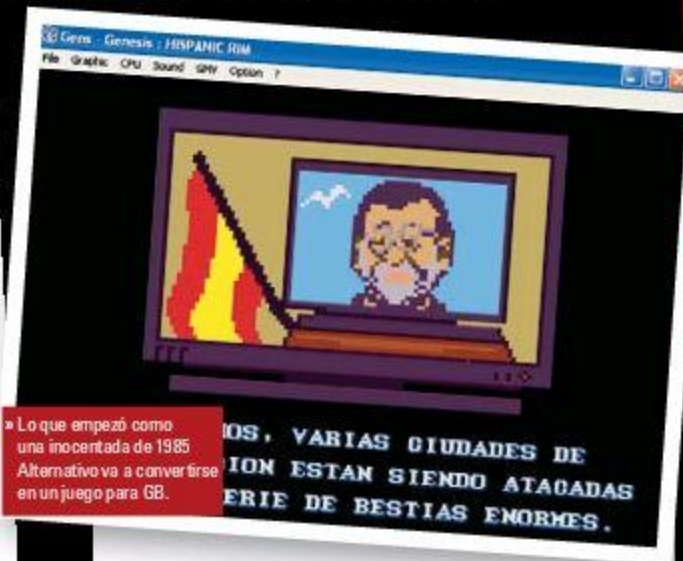 Gens - Genesis : HISPANIC RIM
File Graphic CPU Sound GMV Option ?
OS, VARIAS CIUDADES DE
ION ESTAN SIENDO ATACADAS
ERIE DE BESTIAS ENORMES.
» Lo que empezó como
una inocentada de 1985
Alternativo va a convertirse
en un juego para GB.